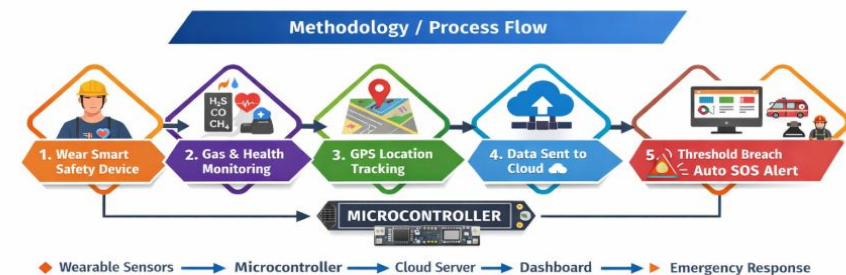 Methodology / Process Flow
H₂S
CO
CH₄
1. Wear Smart
Safety Device
2. Gas & Health
Monitoring
3. GPS Location
Tracking
4. Data Sent to
Cloud
5. Threshold Breach
Auto SOS Alert
MICROCONTROLLER
Wearable Sensors
Microcontroller
Cloud Server
Dashboard
Emergency Response